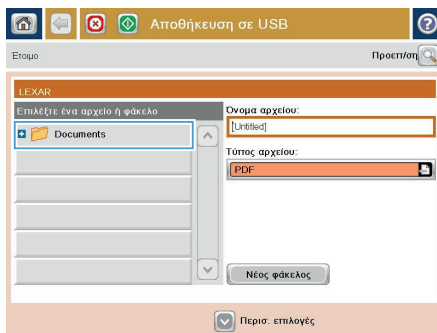 Αποθήκευση σε USB
Έτοιμο
Προεπ/ση
LEXAR
Επιλέξτε ένα αρχείο ή φάκελο
Documents
Όνομα αρχείου:
[Untitled]
Τύπος αρχείου:
PDF
Νέος φάκελος
Περισ. επιλογές